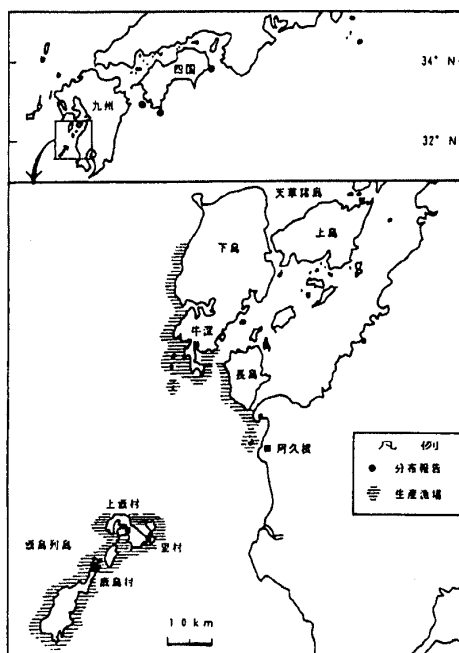 34° N
四国
九州
32° N
天草諸島
上島
下島
牛深
長島
凡例
阿久根
分布報告
生産漁場
上甑村
甑島列島
里村
鹿島村
10km